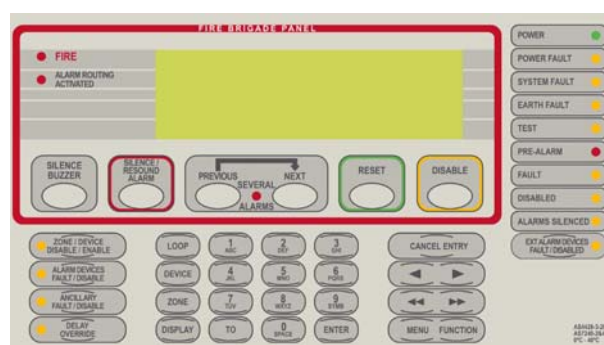 FIRE BRIGADE PANEL
FIRE
ALARM ROUTING
ACTIVATED
SILENCE
BUZZER
SILENCE /
RESOUND
ALARM
PREVIOUS
NEXT
SEVERAL
ALARMS
RESET
DISABLE
POWER
POWER FAULT
SYSTEM FAULT
EARTH FAULT
TEST
PRE-ALARM
FAULT
DISABLED
ALARMS SILENCED
EXT ALARM DEVICES
FAULT / DISABLED
ZONE / DEVICE
DISABLE / ENABLE
ALARM DEVICES
FAULT / DISABLE
ANCILLARY
FAULT / DISABLE
DELAY
OVERRIDE
LOOP
1
ABC
2
DEF
3
GHI
DEVICE
4
JKL
5
MNO
6
PQRS
ZONE
7
TUV
8
WXYZ
9
SYMB
DISPLAY
TO
0
SPACE
ENTER
CANCEL ENTRY
MENU FUNCTION
0°C - 40°C